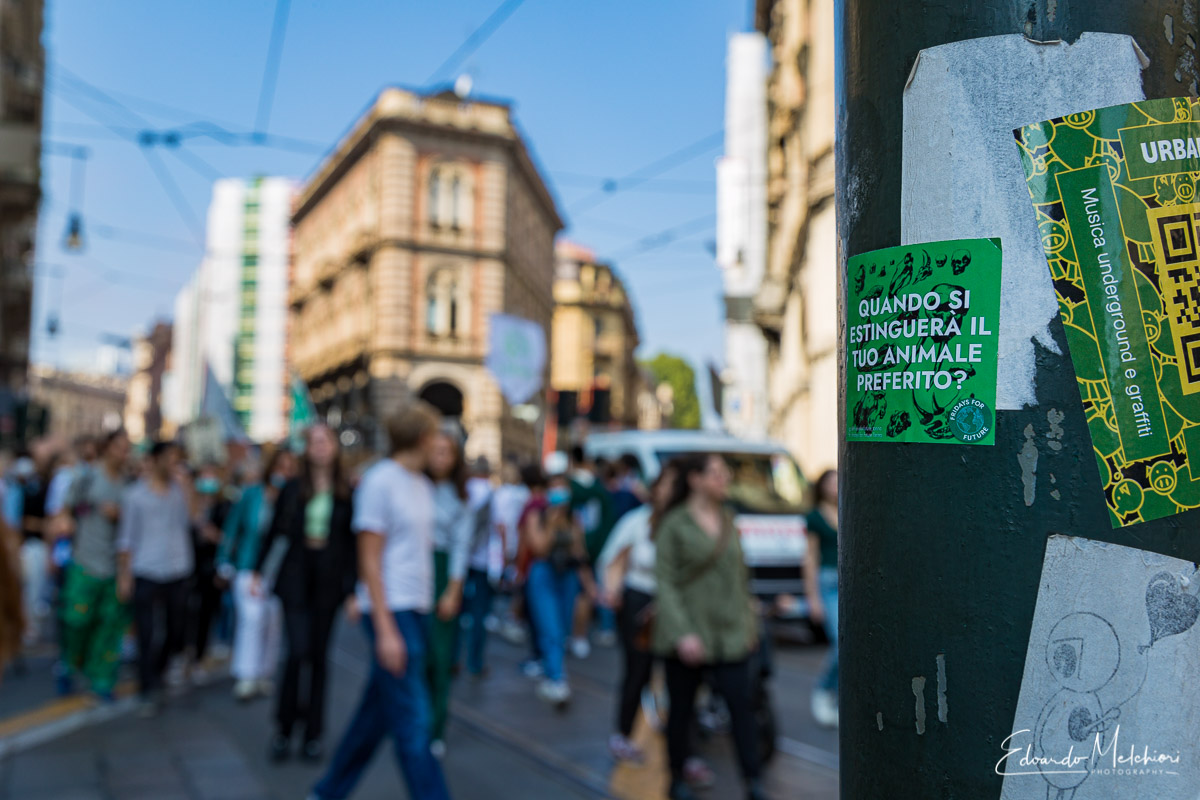 URBA
Musica underground e graffiti
QUANDO SI
ESTINGUERÀ IL
TUO ANIMALE
PREFERITO?
FRIDAYS FOR
FUTURE
Edoardo Melchiori
PHOTOGRAPHY